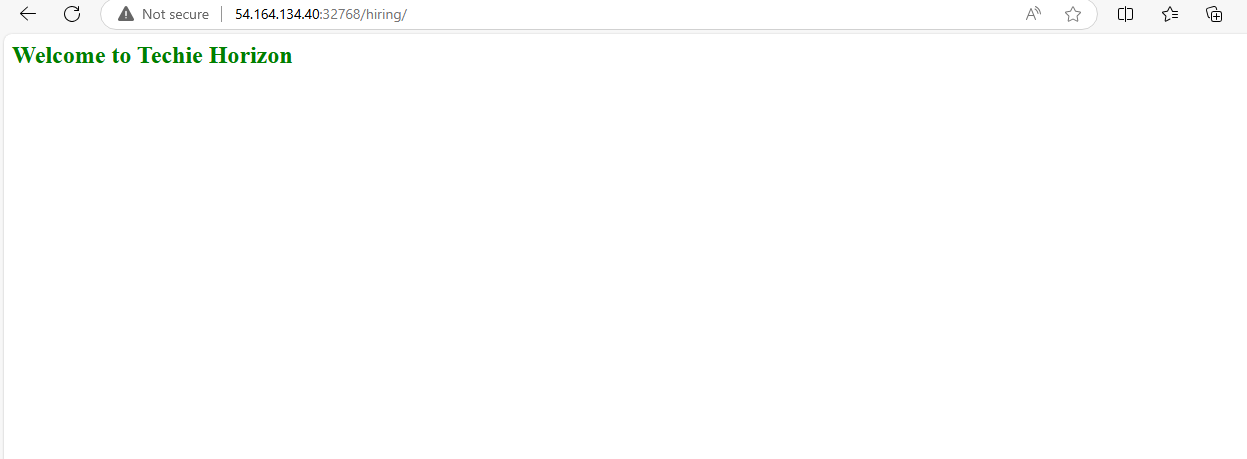 Not secure 54.164.134.40:32768/hiring/
Welcome to Techie Horizon